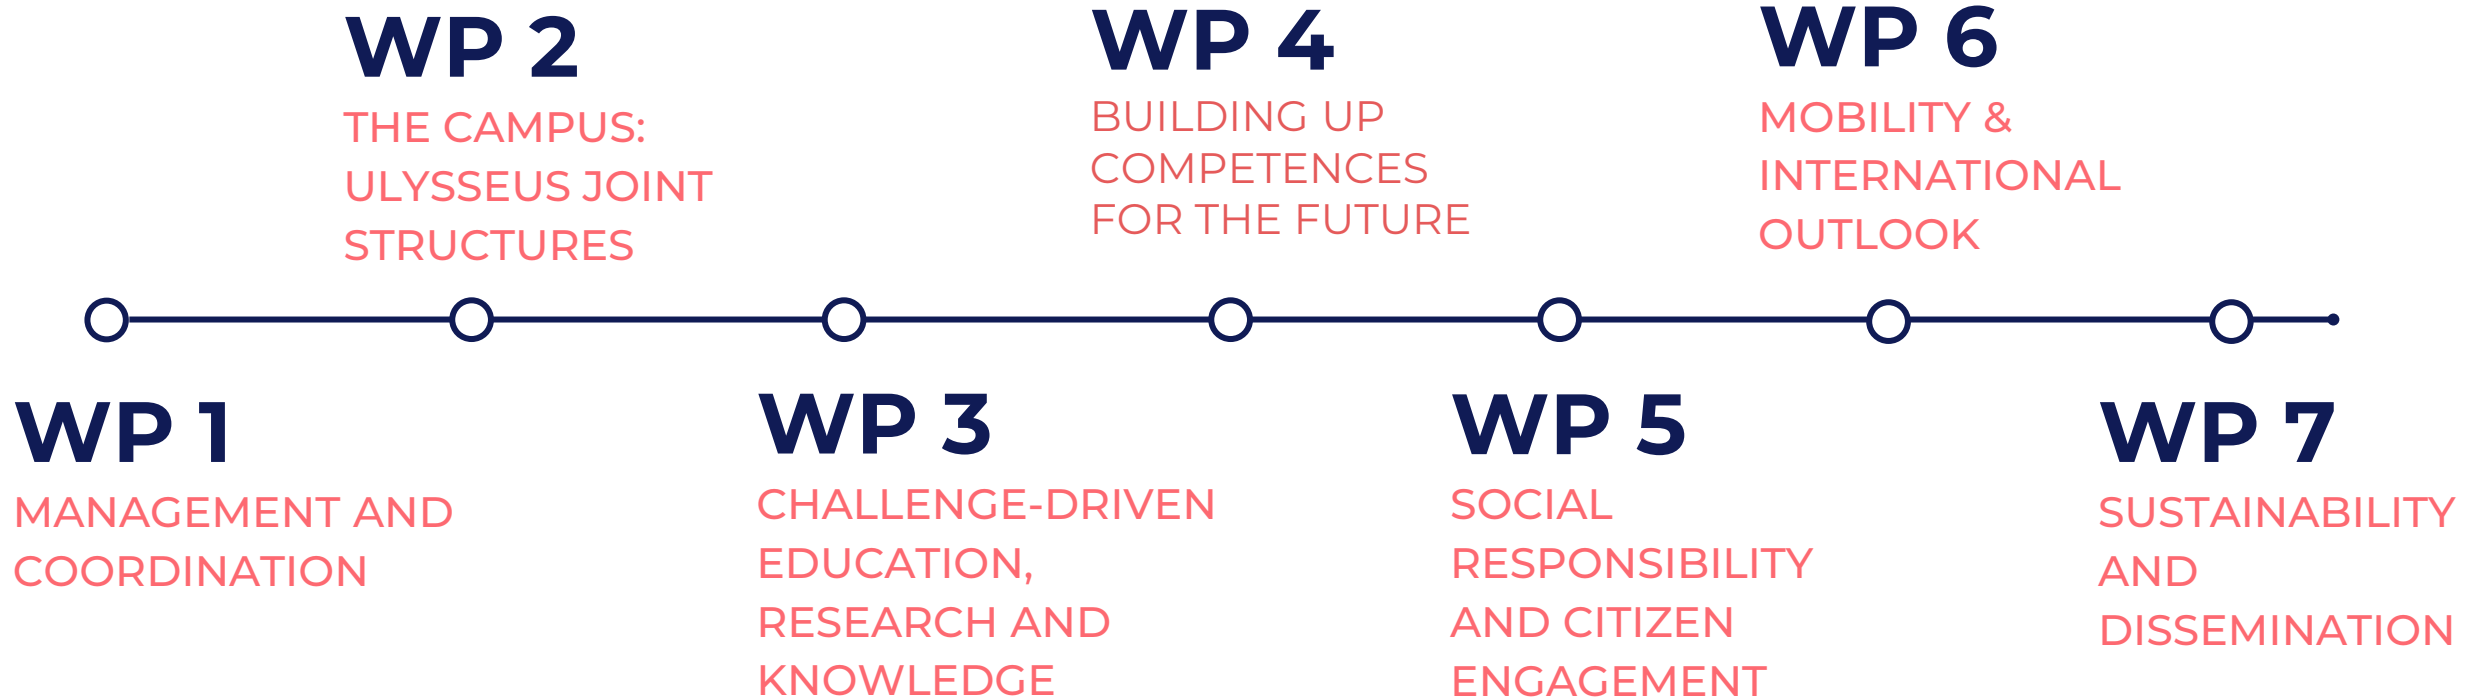 WP 1
MANAGEMENT AND
COORDINATION
WP 2
THE CAMPUS:
ULYSSEUS JOINT
STRUCTURES
WP 3
CHALLENGE-DRIVEN
EDUCATION,
RESEARCH AND
KNOWLEDGE
WP 4
BUILDING UP
COMPETENCES
FOR THE FUTURE
WP 5
SOCIAL
RESPONSIBILITY
AND CITIZEN
ENGAGEMENT
WP 6
MOBILITY &
INTERNATIONAL
OUTLOOK
WP 7
SUSTAINABILITY
AND
DISSEMINATION